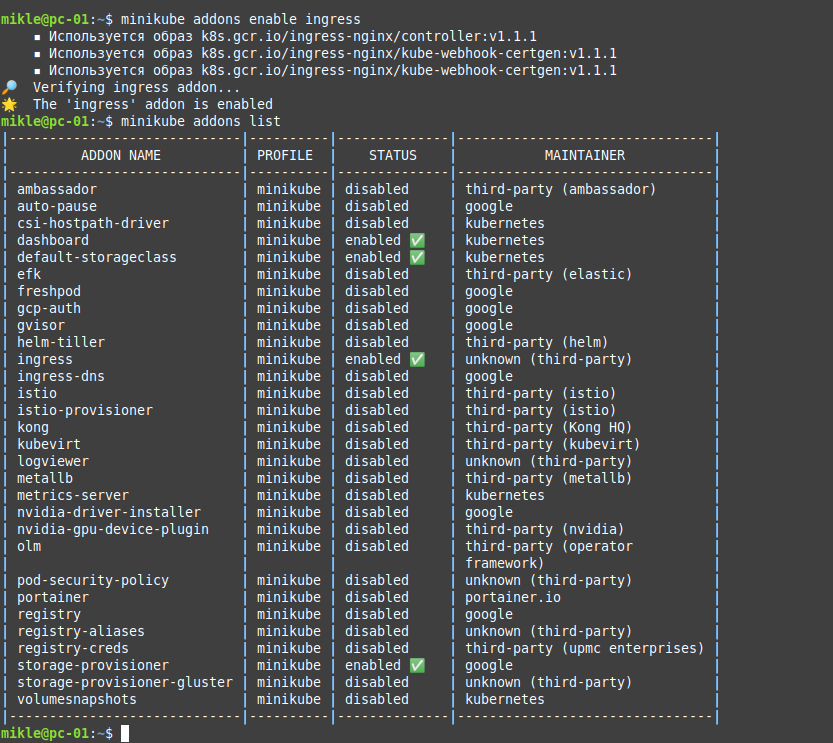 mikle@pc-01:~$ minikube addons enable ingress
▪ Используется образ k8s.gcr.io/ingress-nginx/controller:v1.1.1
▪ Используется образ k8s.gcr.io/ingress-nginx/kube-webhook-certgen:v1.1.1
▪ Используется образ k8s.gcr.io/ingress-nginx/kube-webhook-certgen:v1.1.1
🔎 Verifying ingress addon...
🌟 The 'ingress' addon is enabled
mikle@pc-01:~$ minikube addons list
|-----------------------------|----------|--------------|--------------------------------|
| ADDON NAME | PROFILE | STATUS | MAINTAINER |
|-----------------------------|----------|--------------|--------------------------------|
| ambassador | minikube | disabled | third-party (ambassador) |
| auto-pause | minikube | disabled | google |
| csi-hostpath-driver | minikube | disabled | kubernetes |
| dashboard | minikube | enabled ✅ | kubernetes |
| default-storageclass | minikube | enabled ✅ | kubernetes |
| efk | minikube | disabled | third-party (elastic) |
| freshpod | minikube | disabled | google |
| gcp-auth | minikube | disabled | google |
| gvisor | minikube | disabled | google |
| helm-tiller | minikube | disabled | third-party (helm) |
| ingress | minikube | enabled ✅ | unknown (third-party) |
| ingress-dns | minikube | disabled | google |
| istio | minikube | disabled | third-party (istio) |
| istio-provisioner | minikube | disabled | third-party (istio) |
| kong | minikube | disabled | third-party (Kong HQ) |
| kubevirt | minikube | disabled | third-party (kubevirt) |
| logviewer | minikube | disabled | unknown (third-party) |
| metallb | minikube | disabled | third-party (metallb) |
| metrics-server | minikube | disabled | kubernetes |
| nvidia-driver-installer | minikube | disabled | google |
| nvidia-gpu-device-plugin | minikube | disabled | third-party (nvidia) |
| olm | minikube | disabled | third-party (operator |
| | | | framework) |
| pod-security-policy | minikube | disabled | unknown (third-party) |
| portainer | minikube | disabled | portainer.io |
| registry | minikube | disabled | google |
| registry-aliases | minikube | disabled | unknown (third-party) |
| registry-creds | minikube | disabled | third-party (upmc enterprises) |
| storage-provisioner | minikube | enabled ✅ | google |
| storage-provisioner-gluster | minikube | disabled | unknown (third-party) |
| volumesnapshots | minikube | disabled | kubernetes |
|-----------------------------|----------|--------------|--------------------------------|
mikle@pc-01:~$